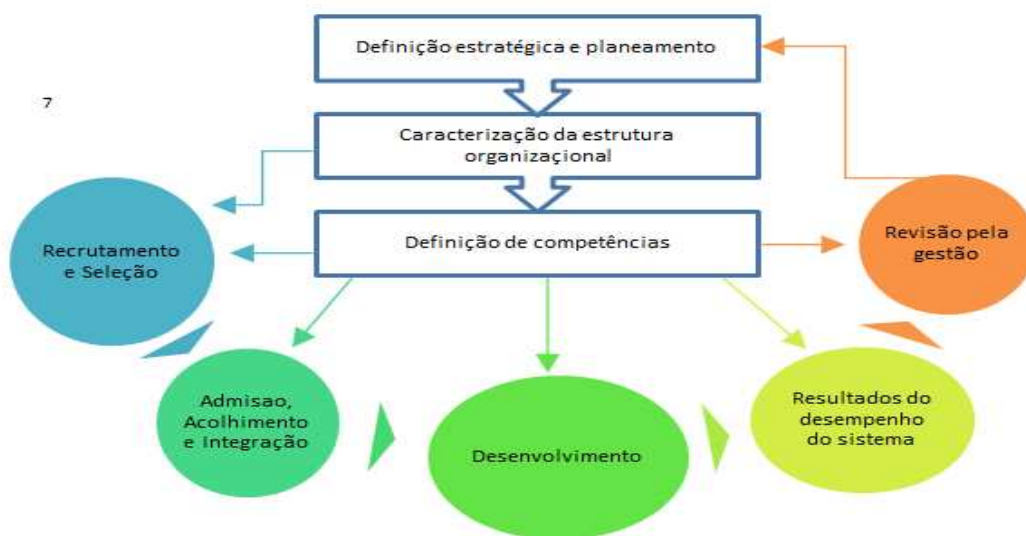 Definição estratégica e planeamento
7
Caracterização da estrutura
organizaçional
Definição de competências
Recrutamento
e Seleção
Revisão pela
gestão
Admisao,
Acolhimento
e Integração
Desenvolvimento
Resultados do
desempenho
do sistema